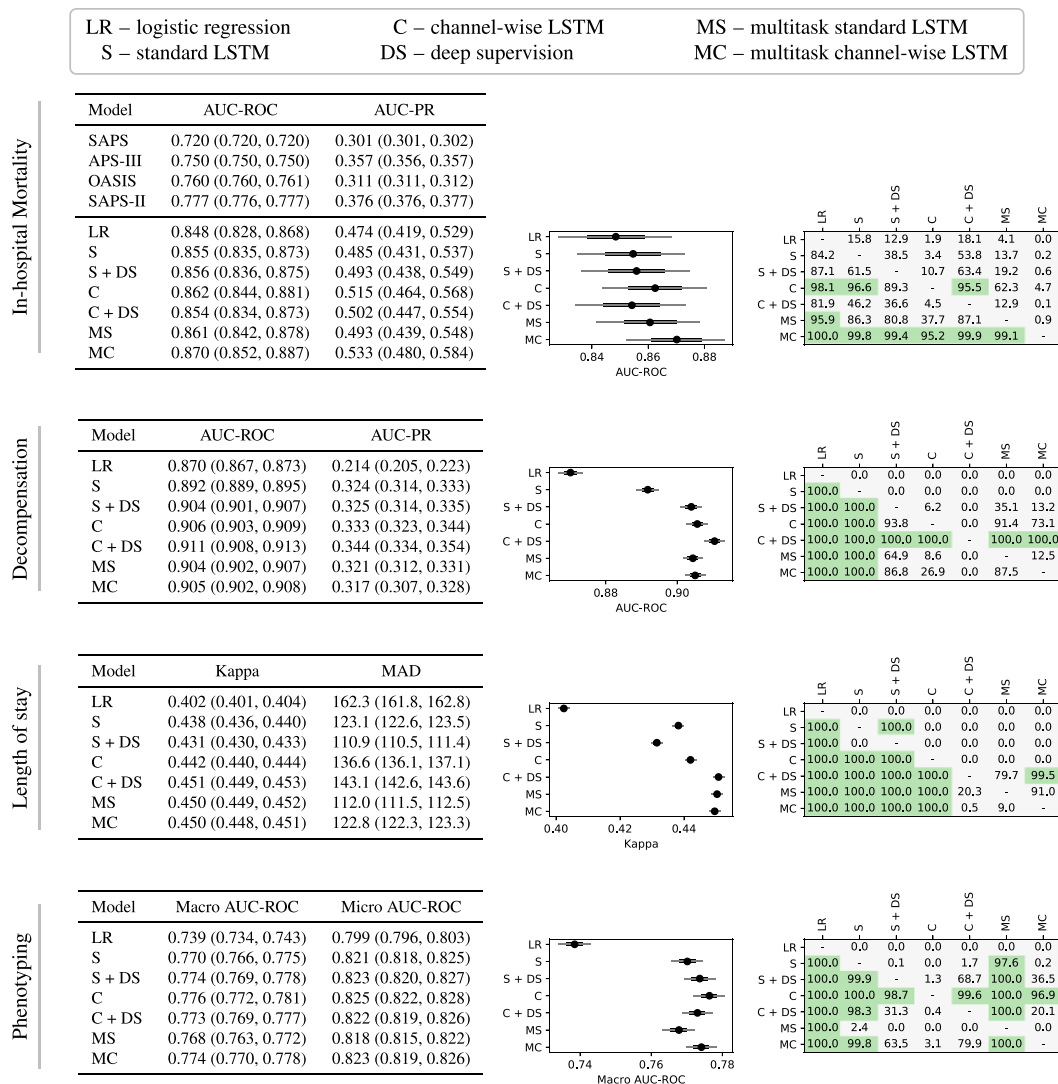 LR – logistic regression C – channel-wise LSTM MS – multitask standard LSTM
S – standard LSTM DS – deep supervision MC – multitask channel-wise LSTM
In-hospital Mortality
Model AUC-ROC AUC-PR
SAPS 0.720 (0.720, 0.720) 0.301 (0.301, 0.302)
APS-III 0.750 (0.750, 0.750) 0.357 (0.356, 0.357)
OASIS 0.760 (0.760, 0.761) 0.311 (0.311, 0.312)
SAPS-II 0.777 (0.776, 0.777) 0.376 (0.376, 0.377)
LR 0.848 (0.828, 0.868) 0.474 (0.419, 0.529)
S 0.855 (0.835, 0.873) 0.485 (0.431, 0.537)
S + DS 0.856 (0.836, 0.875) 0.493 (0.438, 0.549)
C 0.862 (0.844, 0.881) 0.515 (0.464, 0.568)
C + DS 0.854 (0.834, 0.873) 0.502 (0.447, 0.554)
MS 0.861 (0.842, 0.878) 0.493 (0.439, 0.548)
MC 0.870 (0.852, 0.887) 0.533 (0.480, 0.584)
LR
S
S + DS
C
C + DS
MS
MC
0.84 0.86 0.88
AUC-ROC
LR S S + DS C C + DS MS MC
LR - 15.8 12.9 1.9 18.1 4.1 0.0
S 84.2 - 38.5 3.4 53.8 13.7 0.2
S + DS 87.1 61.5 - 10.7 63.4 19.2 0.6
C 98.1 96.6 89.3 - 95.5 62.3 4.7
C + DS 81.9 46.2 36.6 4.5 - 12.9 0.1
MS 95.9 86.3 80.8 37.7 87.1 - 0.9
MC 100.0 99.8 99.4 95.2 99.9 99.1 -
Decompensation
Model AUC-ROC AUC-PR
LR 0.870 (0.867, 0.873) 0.214 (0.205, 0.223)
S 0.892 (0.889, 0.895) 0.324 (0.314, 0.333)
S + DS 0.904 (0.901, 0.907) 0.325 (0.314, 0.335)
C 0.906 (0.903, 0.909) 0.333 (0.323, 0.344)
C + DS 0.911 (0.908, 0.913) 0.344 (0.334, 0.354)
MS 0.904 (0.902, 0.907) 0.321 (0.312, 0.331)
MC 0.905 (0.902, 0.908) 0.317 (0.307, 0.328)
LR
S
S + DS
C
C + DS
MS
MC
0.88 0.90
AUC-ROC
LR S S + DS C C + DS MS MC
LR - 0.0 0.0 0.0 0.0 0.0 0.0
S 100.0 - 0.0 0.0 0.0 0.0 0.0
S + DS 100.0 100.0 - 6.2 0.0 35.1 13.2
C 100.0 100.0 93.8 - 0.0 91.4 73.1
C + DS 100.0 100.0 100.0 100.0 - 100.0 100.0
MS 100.0 100.0 64.9 8.6 0.0 - 12.5
MC 100.0 100.0 86.8 26.9 0.0 87.5 -
Length of stay
Model Kappa MAD
LR 0.402 (0.401, 0.404) 162.3 (161.8, 162.8)
S 0.438 (0.436, 0.440) 123.1 (122.6, 123.5)
S + DS 0.431 (0.430, 0.433) 110.9 (110.5, 111.4)
C 0.442 (0.440, 0.444) 136.6 (136.1, 137.1)
C + DS 0.451 (0.449, 0.453) 143.1 (142.6, 143.6)
MS 0.450 (0.449, 0.452) 112.0 (111.5, 112.5)
MC 0.450 (0.448, 0.451) 122.8 (122.3, 123.3)
LR
S
S + DS
C
C + DS
MS
MC
0.40 0.42 0.44
Kappa
LR S S + DS C C + DS MS MC
LR - 0.0 0.0 0.0 0.0 0.0 0.0
S 100.0 - 100.0 0.0 0.0 0.0 0.0
S + DS 100.0 0.0 - 0.0 0.0 0.0 0.0
C 100.0 100.0 100.0 - 0.0 0.0 0.0
C + DS 100.0 100.0 100.0 100.0 - 79.7 99.5
MS 100.0 100.0 100.0 100.0 20.3 - 91.0
MC 100.0 100.0 100.0 100.0 0.5 9.0 -
Phenotyping
Model Macro AUC-ROC Micro AUC-ROC
LR 0.739 (0.734, 0.743) 0.799 (0.796, 0.803)
S 0.770 (0.766, 0.775) 0.821 (0.818, 0.825)
S + DS 0.774 (0.769, 0.778) 0.823 (0.820, 0.827)
C 0.776 (0.772, 0.781) 0.825 (0.822, 0.828)
C + DS 0.773 (0.769, 0.777) 0.822 (0.819, 0.826)
MS 0.768 (0.763, 0.772) 0.818 (0.815, 0.822)
MC 0.774 (0.770, 0.778) 0.823 (0.819, 0.826)
LR
S
S + DS
C
C + DS
MS
MC
0.74 0.76 0.78
Macro AUC-ROC
LR S S + DS C C + DS MS MC
LR - 0.0 0.0 0.0 0.0 0.0 0.0
S 100.0 - 0.1 0.0 1.7 97.6 0.2
S + DS 100.0 99.9 - 1.3 68.7 100.0 36.5
C 100.0 100.0 98.7 - 99.6 100.0 96.9
C + DS 100.0 98.3 31.3 0.4 - 100.0 20.1
MS 100.0 2.4 0.0 0.0 0.0 - 0.0
MC 100.0 99.8 63.5 3.1 79.9 100.0 -